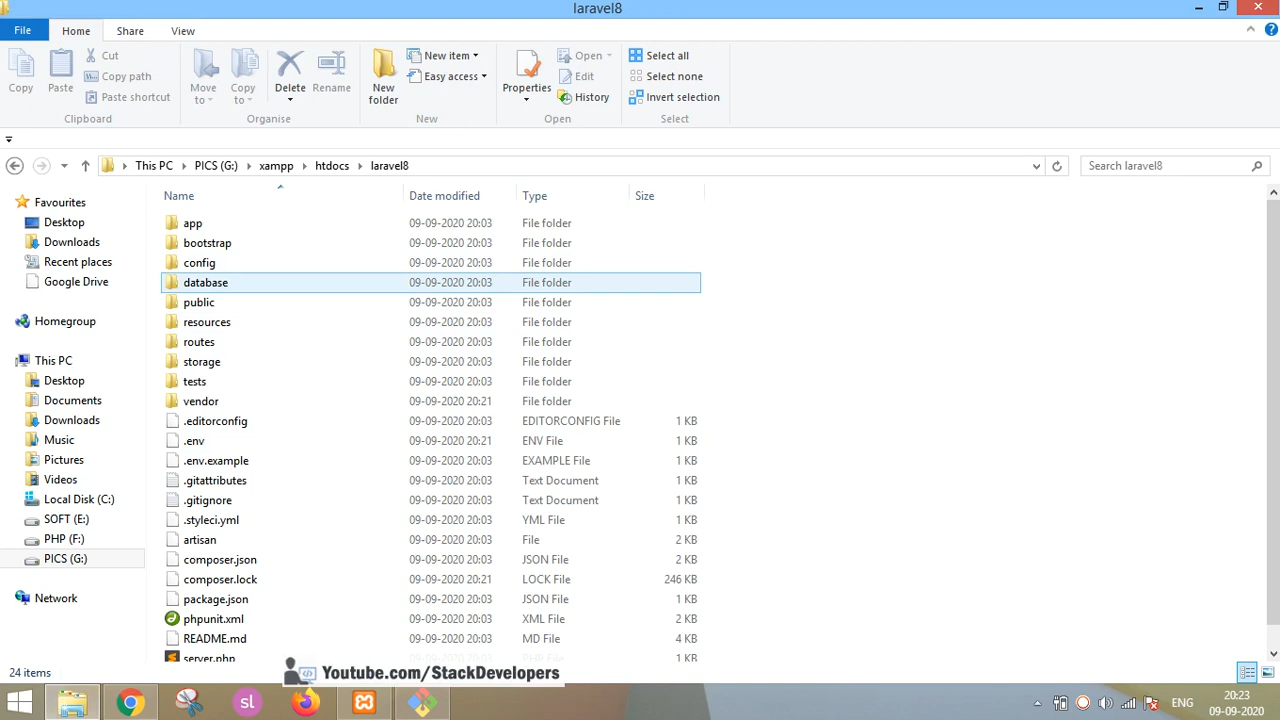 laravel8
File Home Share View
Copy Paste Cut Copy path Paste shortcut Move to Copy to Delete Rename New folder New item Easy access Properties Open Edit History Select all Select none Invert selection
Clipboard Organise New Open Select
This PC PICS (G:) xampp htdocs laravel8 Search laravel8
Name Date modified Type Size
Favourites
Desktop
Downloads
Recent places
Google Drive
Homegroup
This PC
Desktop
Documents
Downloads
Music
Pictures
Videos
Local Disk (C:)
SOFT (E:)
PHP (F:)
PICS (G:)
Network
app 09-09-2020 20:03 File folder
bootstrap 09-09-2020 20:03 File folder
config 09-09-2020 20:03 File folder
database 09-09-2020 20:03 File folder
public 09-09-2020 20:03 File folder
resources 09-09-2020 20:03 File folder
routes 09-09-2020 20:03 File folder
storage 09-09-2020 20:03 File folder
tests 09-09-2020 20:03 File folder
vendor 09-09-2020 20:21 File folder
.editorconfig 09-09-2020 20:03 EDITORCONFIG File 1 KB
.env 09-09-2020 20:21 ENV File 1 KB
.env.example 09-09-2020 20:03 EXAMPLE File 1 KB
.gitattributes 09-09-2020 20:03 Text Document 1 KB
.gitignore 09-09-2020 20:03 Text Document 1 KB
.styleci.yml 09-09-2020 20:03 YML File 1 KB
artisan 09-09-2020 20:03 File 2 KB
composer.json 09-09-2020 20:03 JSON File 2 KB
composer.lock 09-09-2020 20:21 LOCK File 246 KB
package.json 09-09-2020 20:03 JSON File 1 KB
phpunit.xml 09-09-2020 20:03 XML File 2 KB
README.md 09-09-2020 20:03 MD File 4 KB
server.php 09-09-2020 20:03 PHP File 1 KB
24 items
Youtube.com/StackDevelopers
sl
ENG
20:23
09-09-2020